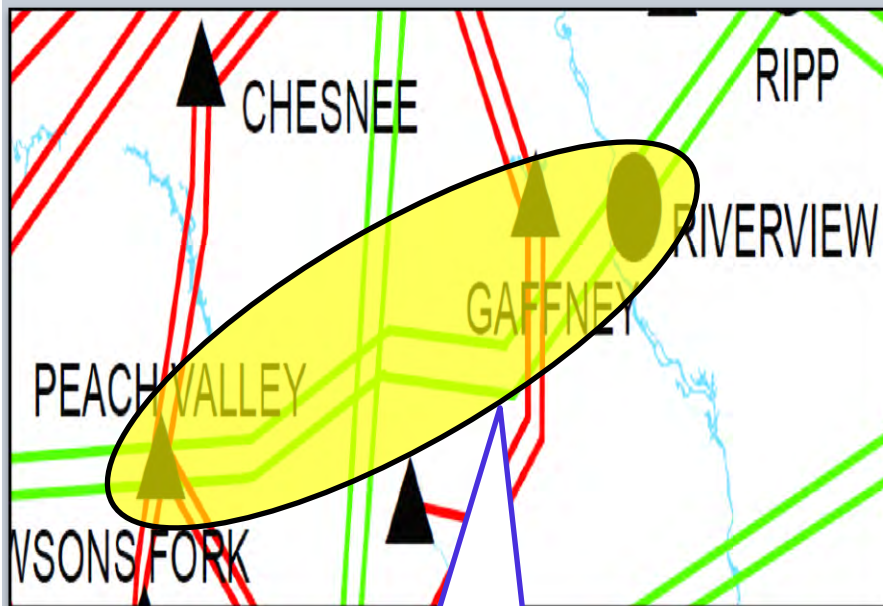 RIPP
CHESNEE
RIVERVIEW
GAFFNEY
PEACH VALLEY
WSONS FORK